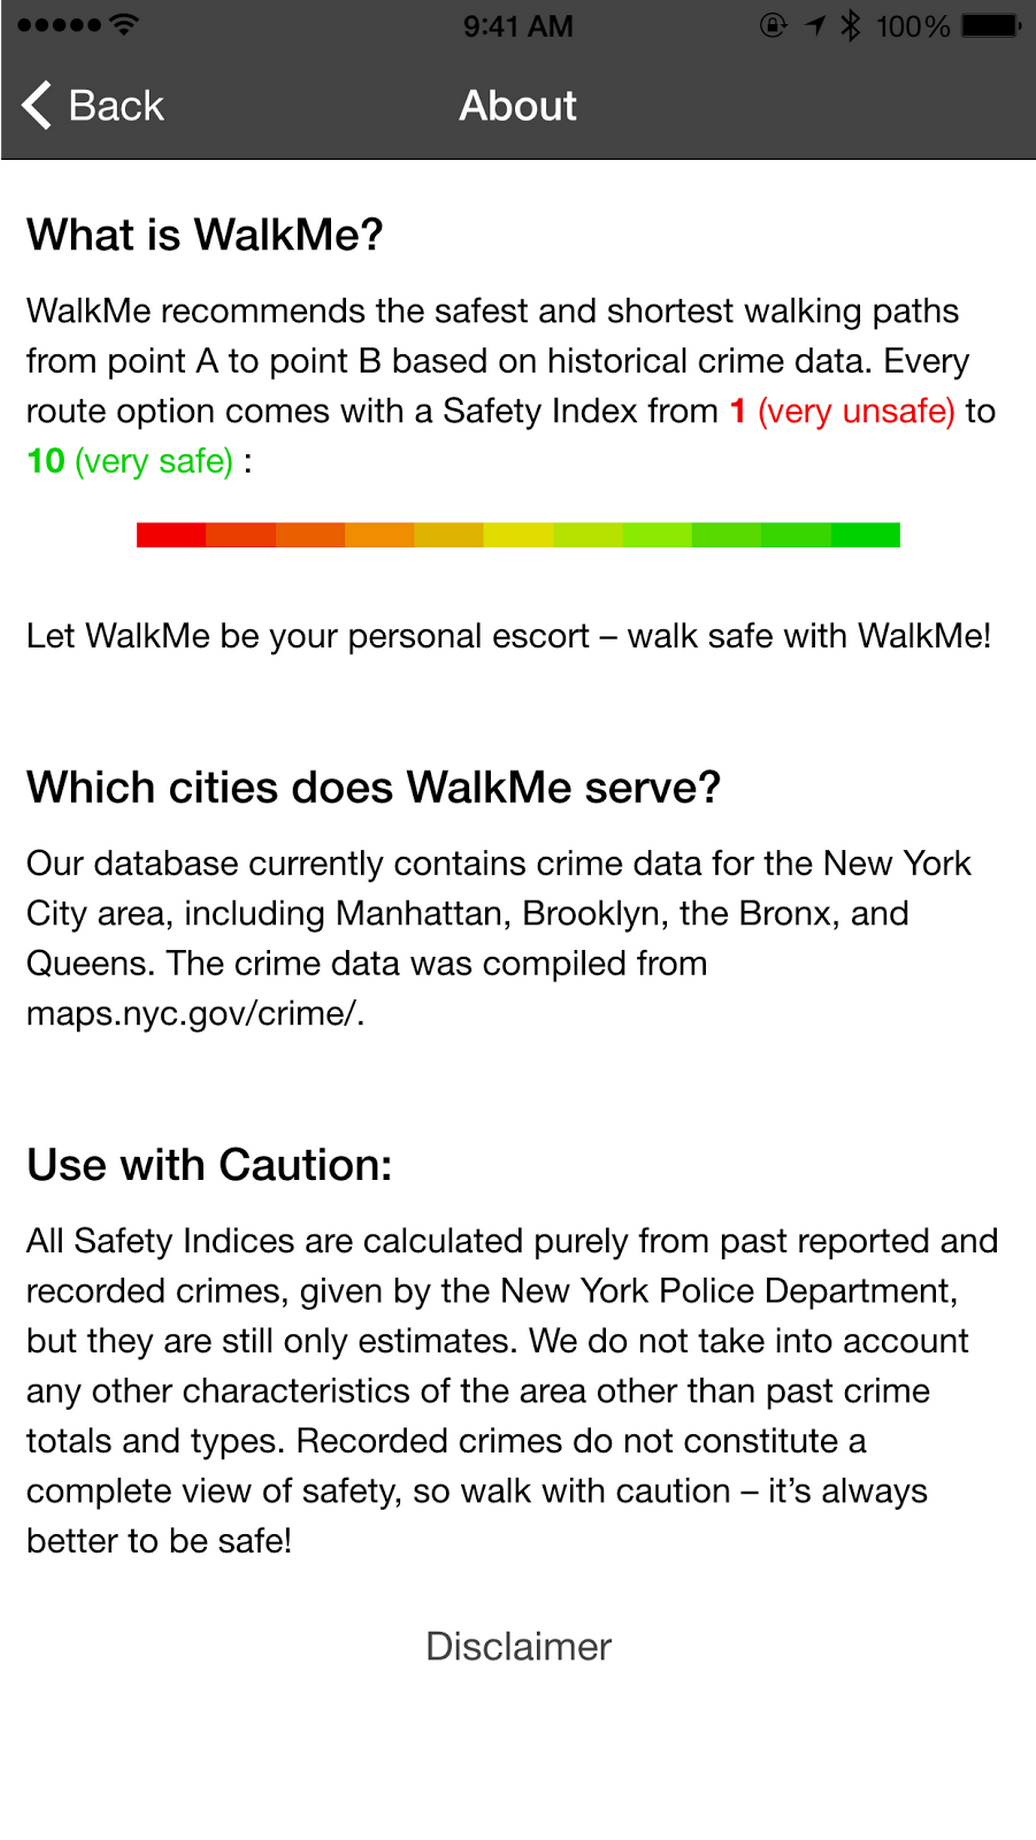 9:41 AM
100%
Back
About
What is WalkMe?
WalkMe recommends the safest and shortest walking paths
from point A to point B based on historical crime data. Every
route option comes with a Safety Index from 1 (very unsafe) to
10 (very safe) :
Let WalkMe be your personal escort – walk safe with WalkMe!
Which cities does WalkMe serve?
Our database currently contains crime data for the New York
City area, including Manhattan, Brooklyn, the Bronx, and
Queens. The crime data was compiled from
maps.nyc.gov/crime/.
Use with Caution:
All Safety Indices are calculated purely from past reported and
recorded crimes, given by the New York Police Department,
but they are still only estimates. We do not take into account
any other characteristics of the area other than past crime
totals and types. Recorded crimes do not constitute a
complete view of safety, so walk with caution – it’s always
better to be safe!
Disclaimer